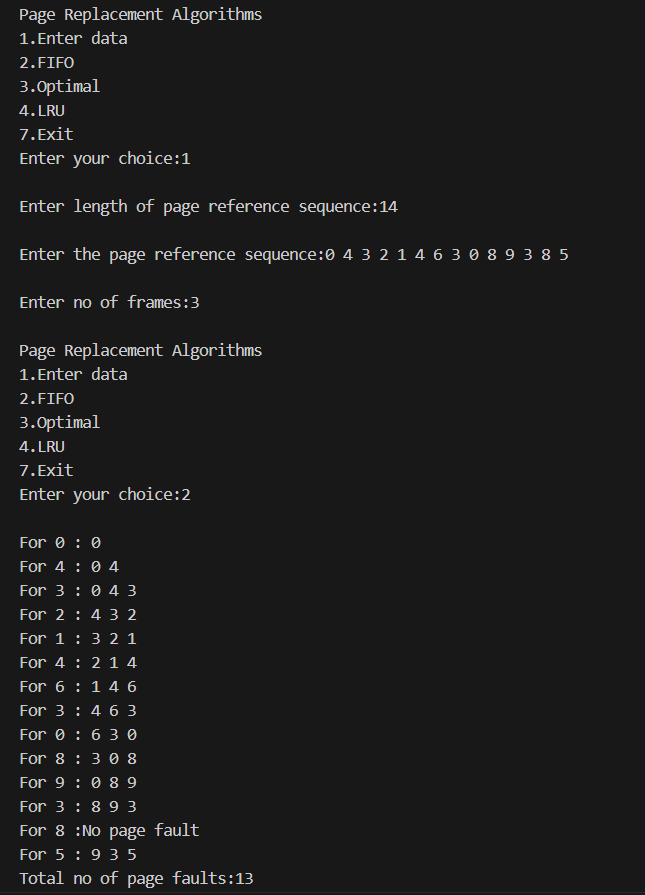 Page Replacement Algorithms
1.Enter data
2.FIFO
3.Optimal
4.LRU
7.Exit
Enter your choice:1
Enter length of page reference sequence:14
Enter the page reference sequence:0 4 3 2 1 4 6 3 0 8 9 3 8 5
Enter no of frames:3
Page Replacement Algorithms
1.Enter data
2.FIFO
3.Optimal
4.LRU
7.Exit
Enter your choice:2
For 0 : 0
For 4 : 0 4
For 3 : 0 4 3
For 2 : 4 3 2
For 1 : 3 2 1
For 4 : 2 1 4
For 6 : 1 4 6
For 3 : 4 6 3
For 0 : 6 3 0
For 8 : 3 0 8
For 9 : 0 8 9
For 3 : 8 9 3
For 8 :No page fault
For 5 : 9 3 5
Total no of page faults:13